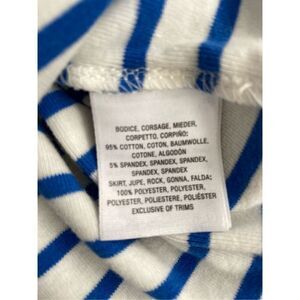 BODICE, CORSAGE, MIEDER,
CORPETTO, CORPIÑO:
95% COTTON, COTON, BAUMWOLLE,
COTONE, ALGODÓN
5% SPANDEX, SPANDEX, SPANDEX,
SPANDEX, SPANDEX
SKIRT, JUPE, ROCK, GONNA, FALDA:
100% POLYESTER, POLYESTER,
POLYESTER, POLIESTERE, POLIÉSTER
EXCLUSIVE OF TRIMS